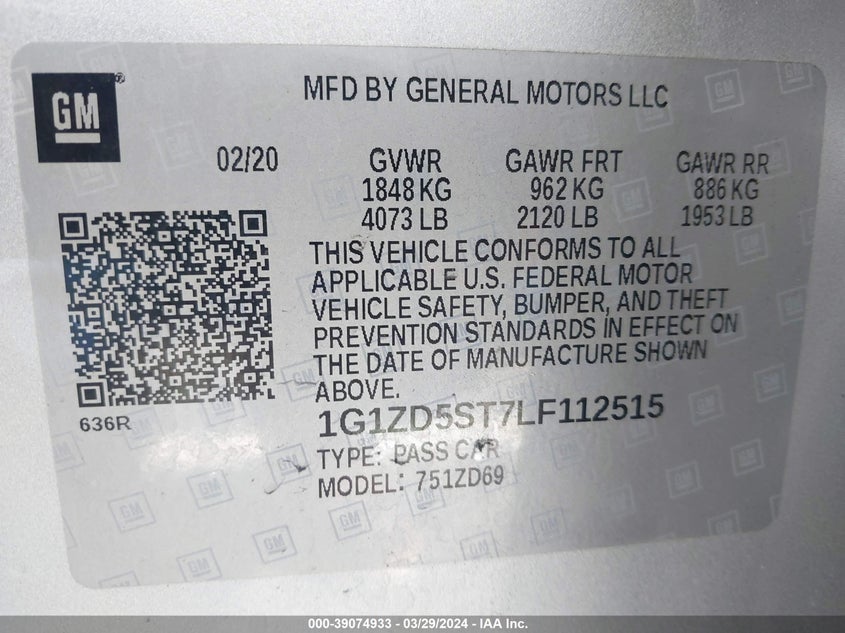 GM
MFD BY GENERAL MOTORS LLC
02/20
GVWR GAWR FRT GAWR RR
1848 KG 962 KG 886 KG
4073 LB 2120 LB 1953 LB
THIS VEHICLE CONFORMS TO ALL
APPLICABLE U.S. FEDERAL MOTOR
VEHICLE SAFETY, BUMPER, AND THEFT
PREVENTION STANDARDS IN EFFECT ON
THE DATE OF MANUFACTURE SHOWN
ABOVE.
636R
1G1ZD5ST7LF112515
TYPE: PASS CAR
MODEL: 751ZD69
000-39074933 - 03/29/2024 - IAA Inc.